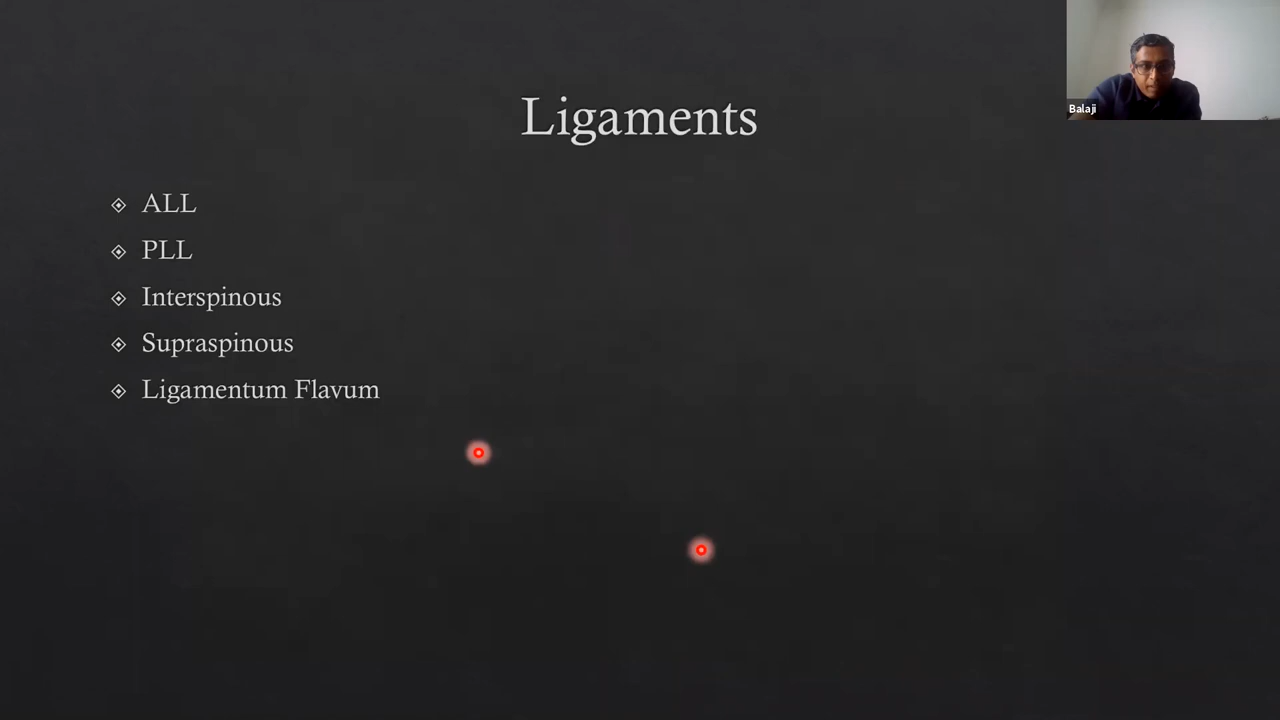 Balaji
Ligaments
ALL
PLL
Interspinous
Supraspinous
Ligamentum Flavum